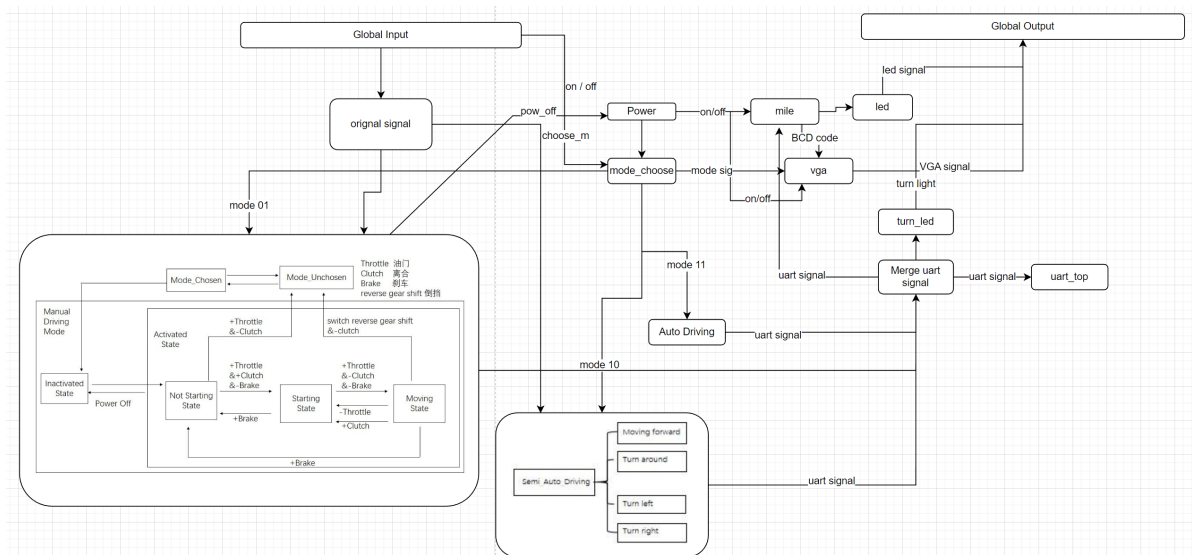 Global Input
Global Output
orignal signal
on / off
pow_off
choose_m
Power
on/off
mile
led signal
led
BCD code
mode_choose
mode sig
vga
VGA signal
on/off
turn light
turn_led
mode 01
mode 11
uart signal
Merge uart
signal
uart signal
uart_top
Auto Driving
uart signal
mode 10
Mode_Chosen
Mode_Unchosen
Throttle 油门
Clutch 离合
Brake 刹车
reverse gear shift 倒挡
Manual
Driving
Mode
Activated
State
+Throttle
&-Clutch
switch reverse gear shift
&-clutch
Inactivated
State
Power Off
Not Starting
State
+Throttle
&+Clutch
&-Brake
+Brake
Starting
State
+Throttle
&-Clutch
&-Brake
-Throttle
+Clutch
Moving
State
+Brake
Semi_Auto_Driving
Moving forward
Turn around
Turn left
Turn right
uart signal